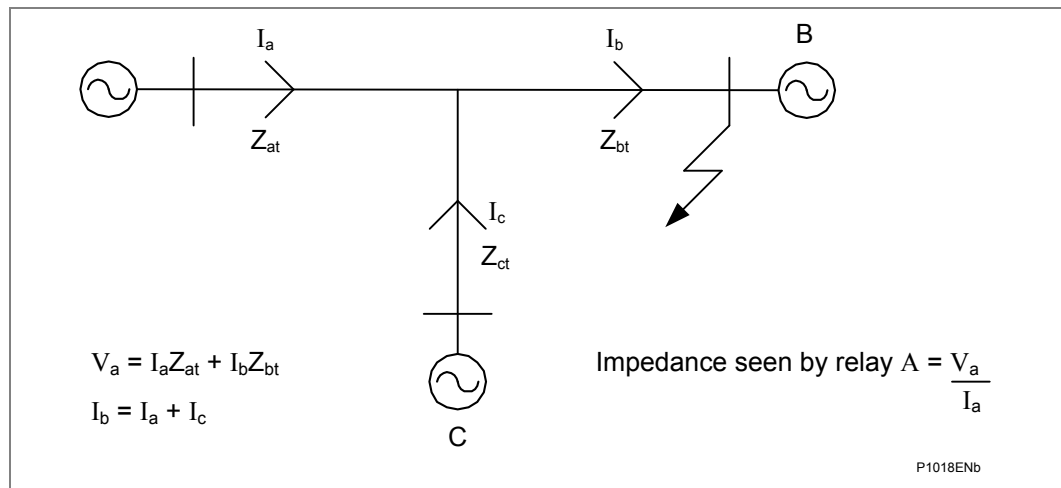 I_a
I_b
B
Z_at
Z_bt
I_c
Z_ct
V_a = I_aZ_at + I_bZ_bt
I_b = I_a + I_c
Impedance seen by relay A = V_a
I_a
C
P1018ENb